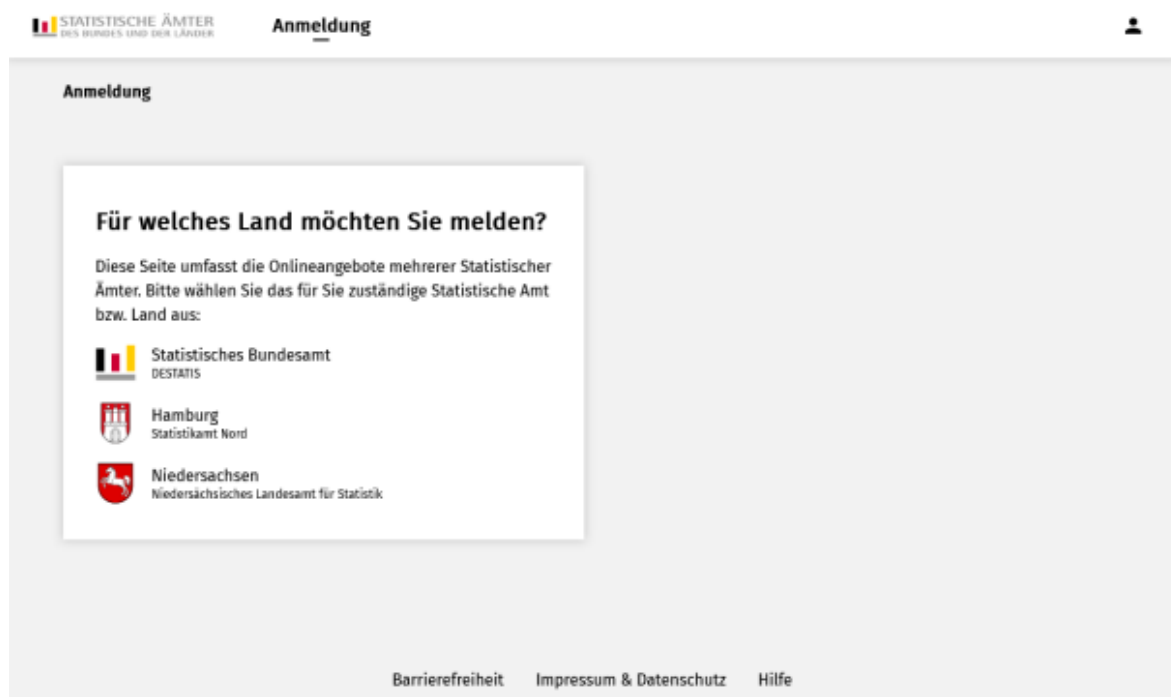 STATISTISCHE ÄMTER
DES BUNDES UND DER LÄNDER
Anmeldung
Anmeldung
Für welches Land möchten Sie melden?
Diese Seite umfasst die Onlineangebote mehrerer Statistischer
Ämter. Bitte wählen Sie das für Sie zuständige Statistische Amt
bzw. Land aus:
Statistisches Bundesamt
DESTATIS
Hamburg
Statistikamt Nord
Niedersachsen
Niedersächsisches Landesamt für Statistik
Barrierefreiheit Impressum & Datenschutz Hilfe